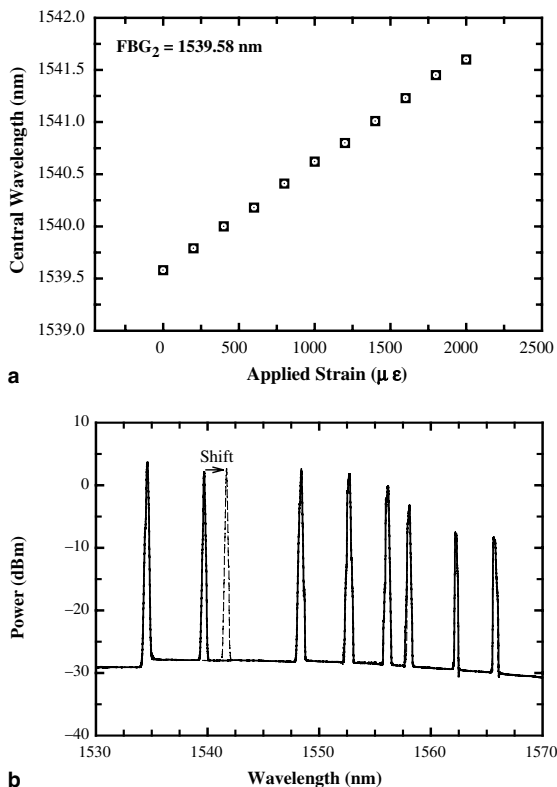 1542.0
FBG2 = 1539.58 nm
1541.5
1541.0
1540.5
1540.0
1539.5
1539.0
Central Wavelength (nm)
0 500 1000 1500 2000 2500
Applied Strain (μ ε)
a
10
Shift
0
−10
−20
−30
−40
Power (dBm)
1530 1540 1550 1560 1570
Wavelength (nm)
b